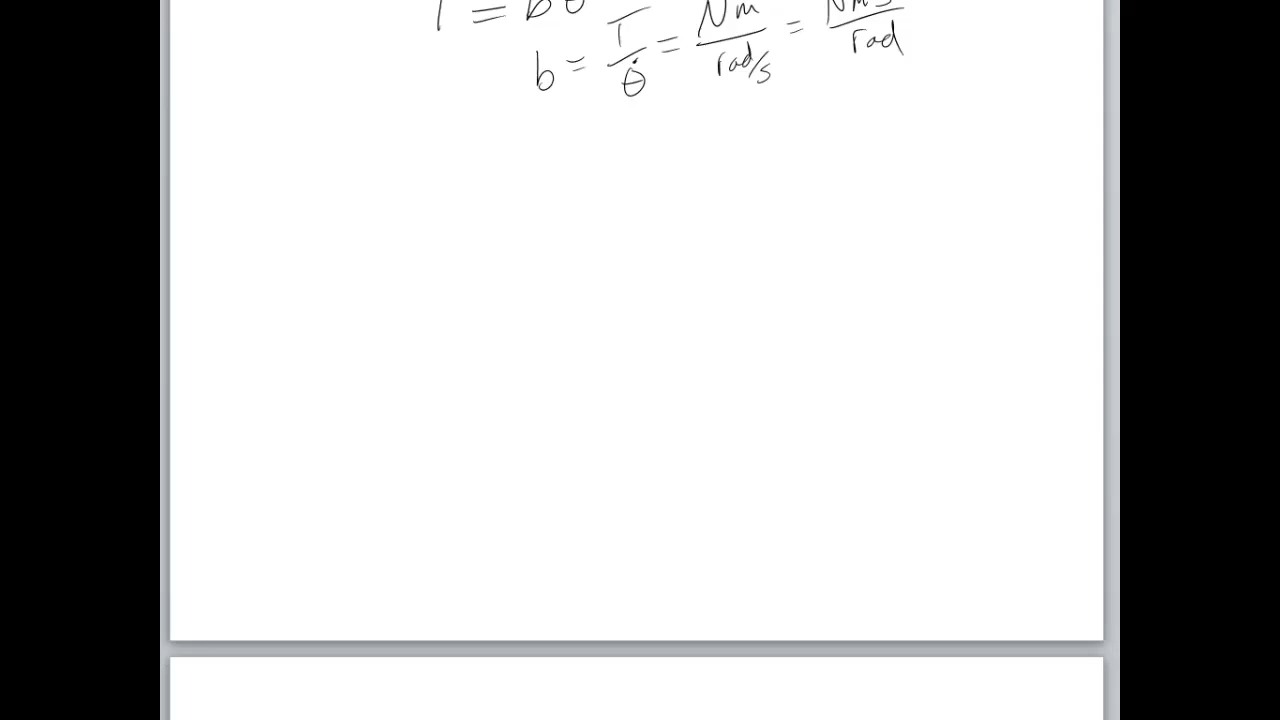 T = b θ̇
b = T/θ̇ = Nm/(rad/s) = Nms/rad